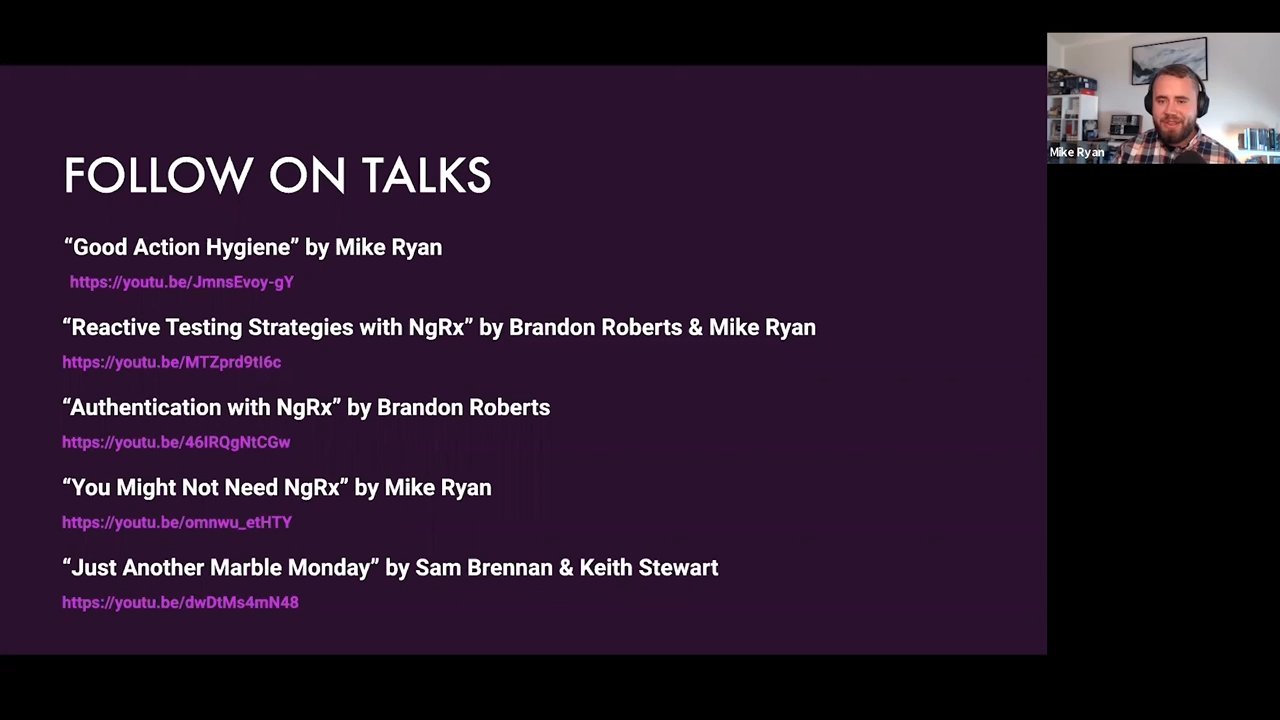 FOLLOW ON TALKS
“Good Action Hygiene” by Mike Ryan
https://youtu.be/JmnsEvoy-gY
“Reactive Testing Strategies with NgRx” by Brandon Roberts & Mike Ryan
https://youtu.be/MTZprd9tI6c
“Authentication with NgRx” by Brandon Roberts
https://youtu.be/46IRQgNtCGw
“You Might Not Need NgRx” by Mike Ryan
https://youtu.be/omnwu_etHTY
“Just Another Marble Monday” by Sam Brennan & Keith Stewart
https://youtu.be/dwDtMs4mN48
Mike Ryan